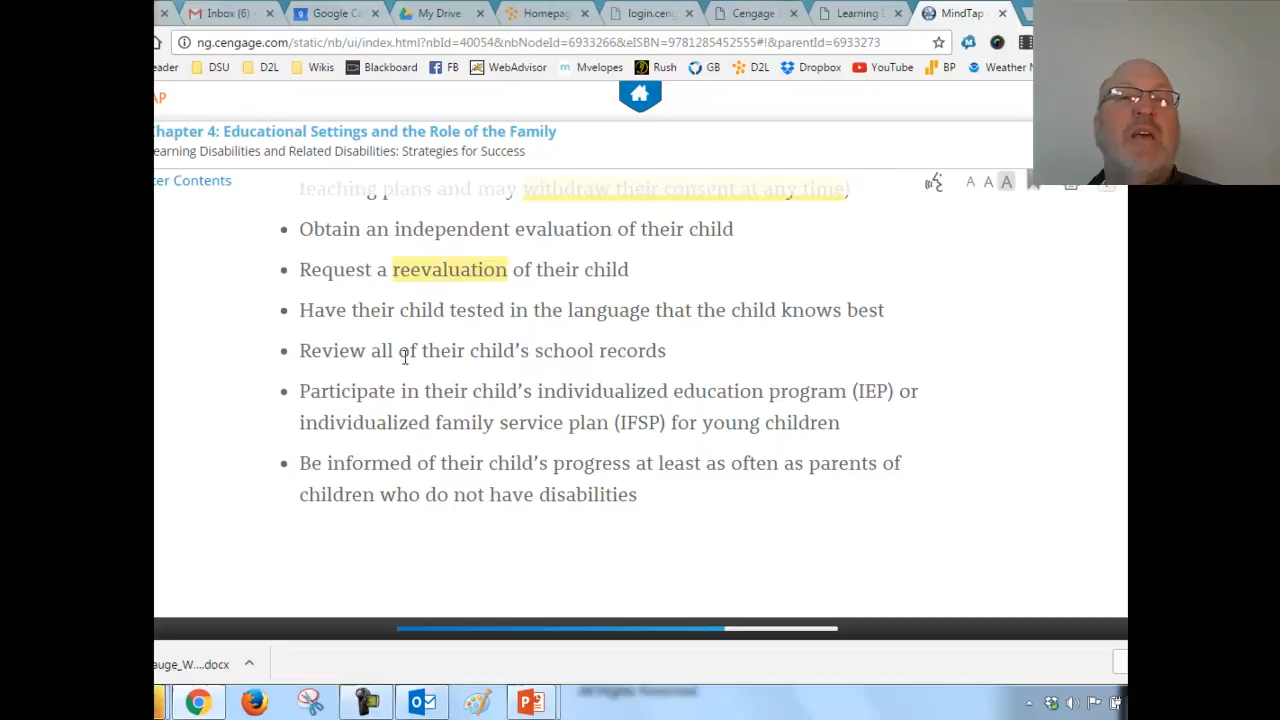 Inbox (6)
Google Ca
My Drive
Homepag
login.ceng
Cengage
Learning
MindTap
ng.cengage.com/static/nb/ui/index.html?nbId=40054&nbNodeId=6933266&eISBN=9781285452555#!&parentId=6933273
eader
DSU
D2L
Wikis
Blackboard
FB
WebAdvisor
Mvelopes
Rush
GB
D2L
Dropbox
YouTube
BP
Weather
AP
Chapter 4: Educational Settings and the Role of the Family
earning Disabilities and Related Disabilities: Strategies for Success
ter Contents
A A A
teaching plans and may withdraw their consent at any time)
• Obtain an independent evaluation of their child
• Request a reevaluation of their child
• Have their child tested in the language that the child knows best
• Review all of their child's school records
• Participate in their child's individualized education program (IEP) or
individualized family service plan (IFSP) for young children
• Be informed of their child's progress at least as often as parents of
children who do not have disabilities
auge_W....docx
All Rights Reserved